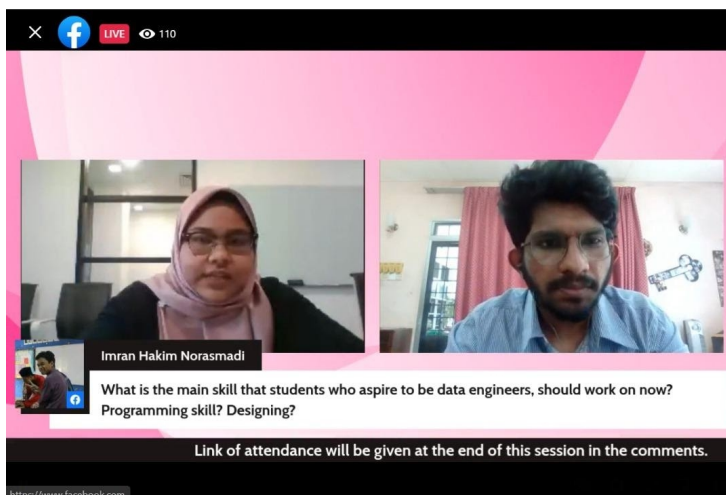 LIVE 110
Imran Hakim Norasmadi
What is the main skill that students who aspire to be data engineers, should work on now?
Programming skill? Designing?
Link of attendance will be given at the end of this session in the comments.
https://www.facebook.com